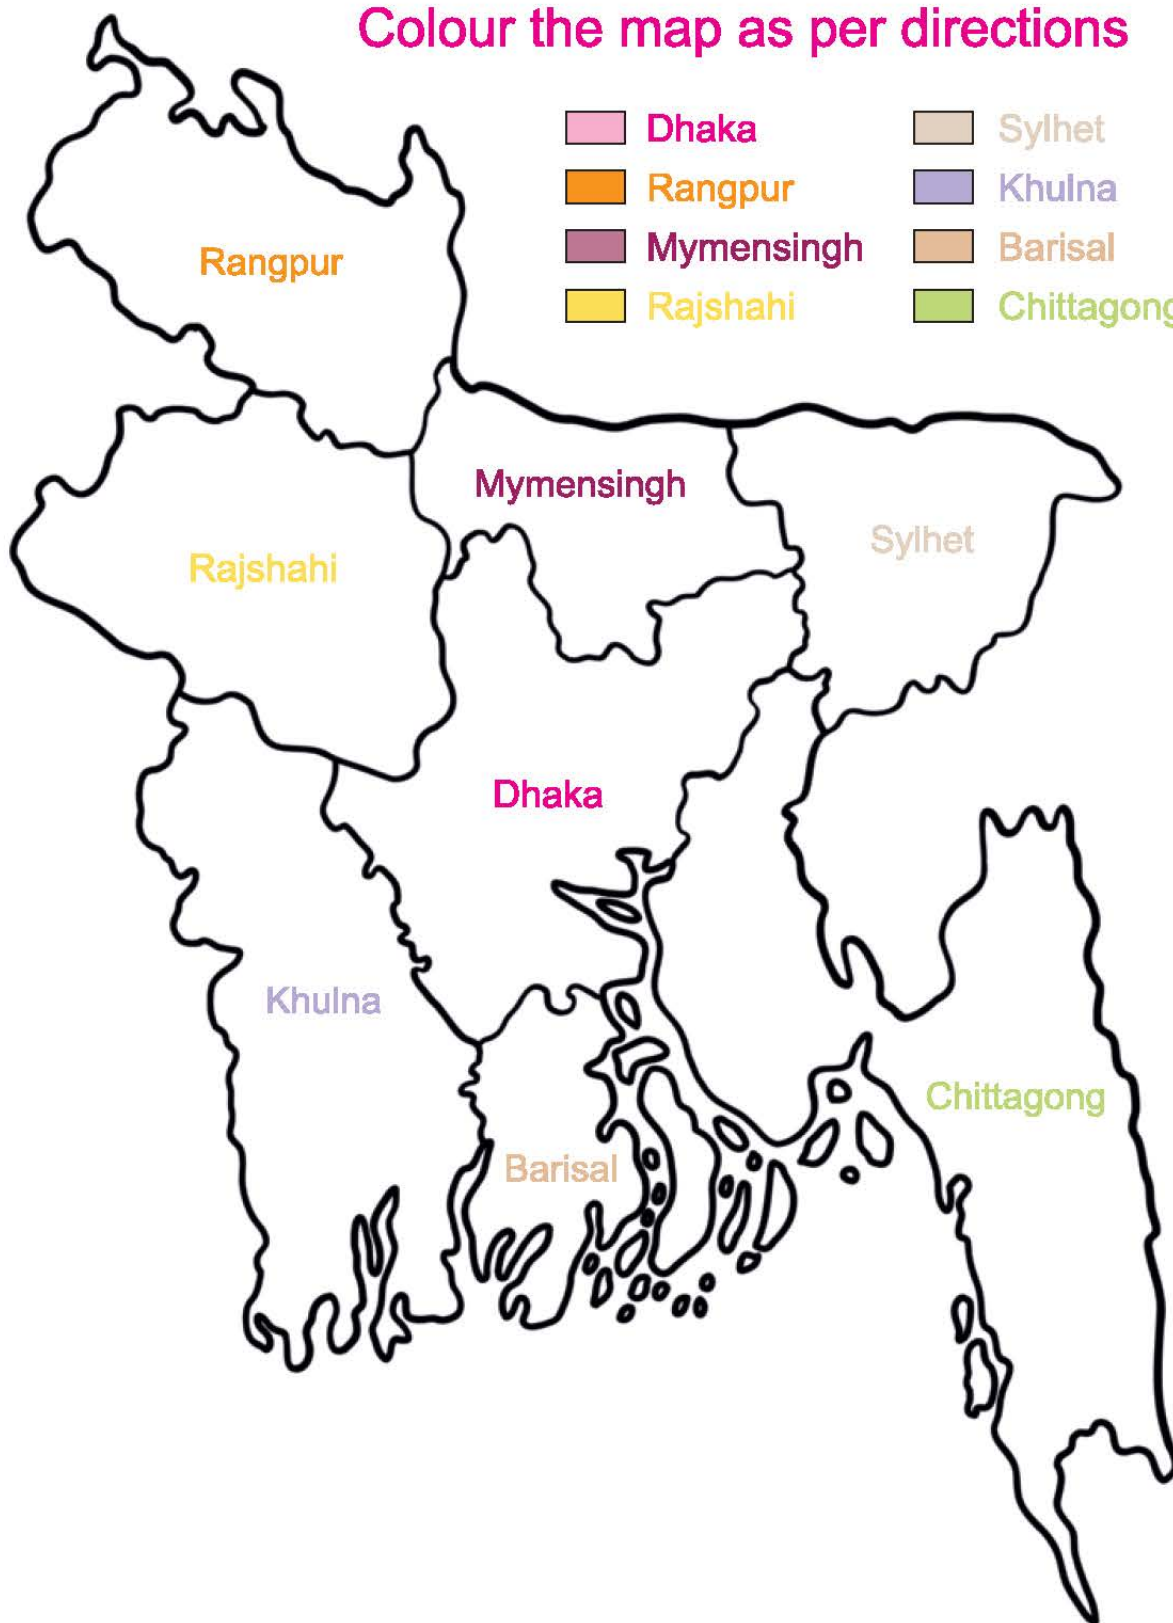 Colour the map as per directions
Dhaka
Sylhet
Rangpur
Khulna
Mymensingh
Barisal
Rajshahi
Chittagong
Rangpur
Mymensingh
Sylhet
Rajshahi
Dhaka
Khulna
Chittagong
Barisal